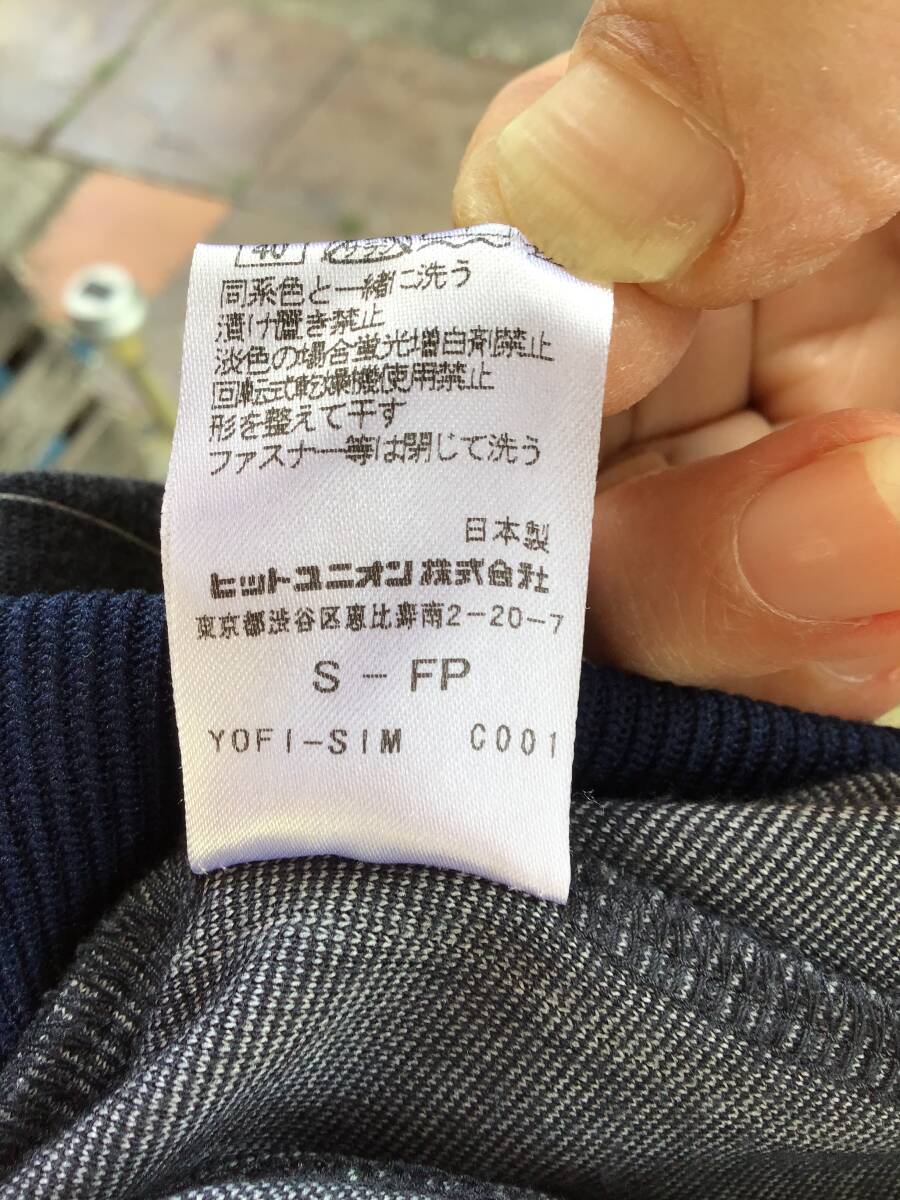 40
同系色と一緒に洗う
漬け置き禁止
淡色の場合蛍光増白剤禁止
回転式乾燥機使用禁止
形を整えて干す
ファスナー等は閉じて洗う
日本製
ヒットユニオン株式会社
東京都渋谷区恵比寿南2-20-7
S-FP
YOFI-SIM C001